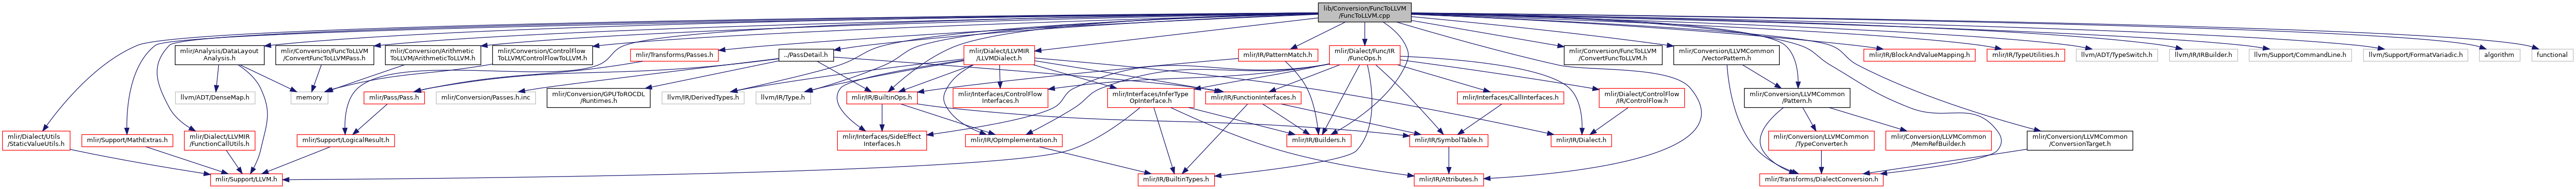 lib/Conversion/FuncToLLVM
/FuncToLLVM.cpp
mlir/Analysis/DataLayout
Analysis.h
mlir/Conversion/FuncToLLVM
/ConvertFuncToLLVMPass.h
mlir/Conversion/Arithmetic
ToLLVM/ArithmeticToLLVM.h
mlir/Conversion/ControlFlow
ToLLVM/ControlFlowToLLVM.h
mlir/Transforms/Passes.h
../PassDetail.h
mlir/Dialect/LLVMIR
/LLVMDialect.h
mlir/IR/PatternMatch.h
mlir/Dialect/Func/IR
/FuncOps.h
mlir/Conversion/FuncToLLVM
/ConvertFuncToLLVM.h
mlir/Conversion/LLVMCommon
/VectorPattern.h
mlir/IR/BlockAndValueMapping.h
mlir/IR/TypeUtilities.h
llvm/ADT/TypeSwitch.h
llvm/IR/IRBuilder.h
llvm/Support/CommandLine.h
llvm/Support/FormatVariadic.h
algorithm
functional
llvm/ADT/DenseMap.h
memory
mlir/Pass/Pass.h
mlir/Conversion/Passes.h.inc
mlir/Conversion/GPUToROCDL
/Runtimes.h
llvm/IR/DerivedTypes.h
llvm/IR/Type.h
mlir/IR/BuiltinOps.h
mlir/Interfaces/ControlFlow
Interfaces.h
mlir/Interfaces/InferType
OpInterface.h
mlir/IR/FunctionInterfaces.h
mlir/Interfaces/CallInterfaces.h
mlir/Dialect/ControlFlow
/IR/ControlFlow.h
mlir/Conversion/LLVMCommon
/Pattern.h
mlir/Dialect/Utils
/StaticValueUtils.h
mlir/Support/MathExtras.h
mlir/Dialect/LLVMIR
/FunctionCallUtils.h
mlir/Support/LogicalResult.h
mlir/Interfaces/SideEffect
Interfaces.h
mlir/IR/OpImplementation.h
mlir/IR/Builders.h
mlir/IR/SymbolTable.h
mlir/IR/Dialect.h
mlir/Conversion/LLVMCommon
/TypeConverter.h
mlir/Conversion/LLVMCommon
/MemRefBuilder.h
mlir/Conversion/LLVMCommon
/ConversionTarget.h
mlir/Support/LLVM.h
mlir/IR/BuiltinTypes.h
mlir/IR/Attributes.h
mlir/Transforms/DialectConversion.h